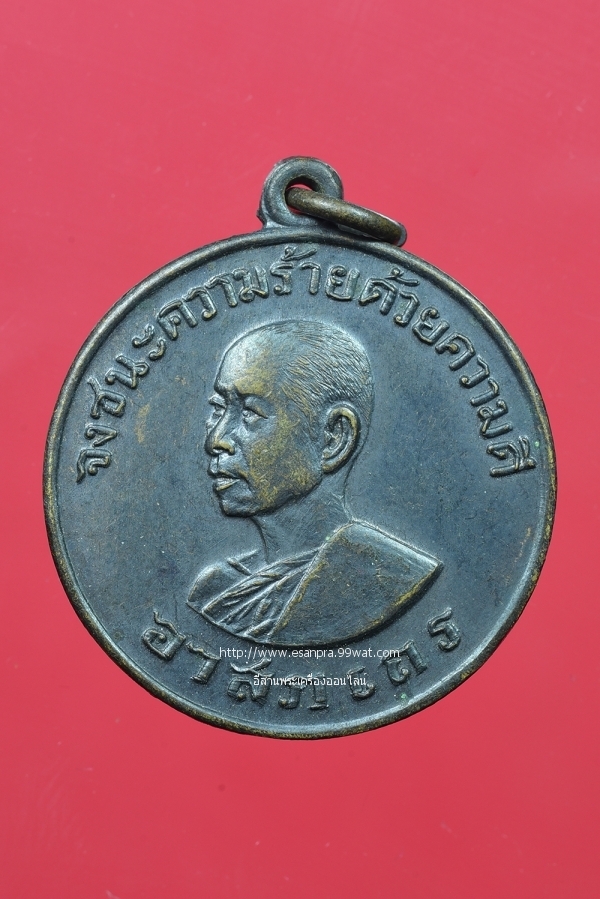 จงชนะความร้ายด้วยความดี
อาสภเถร
http://www.esanpra.99wat.com
อีสานพระเครื่องออนไลน์